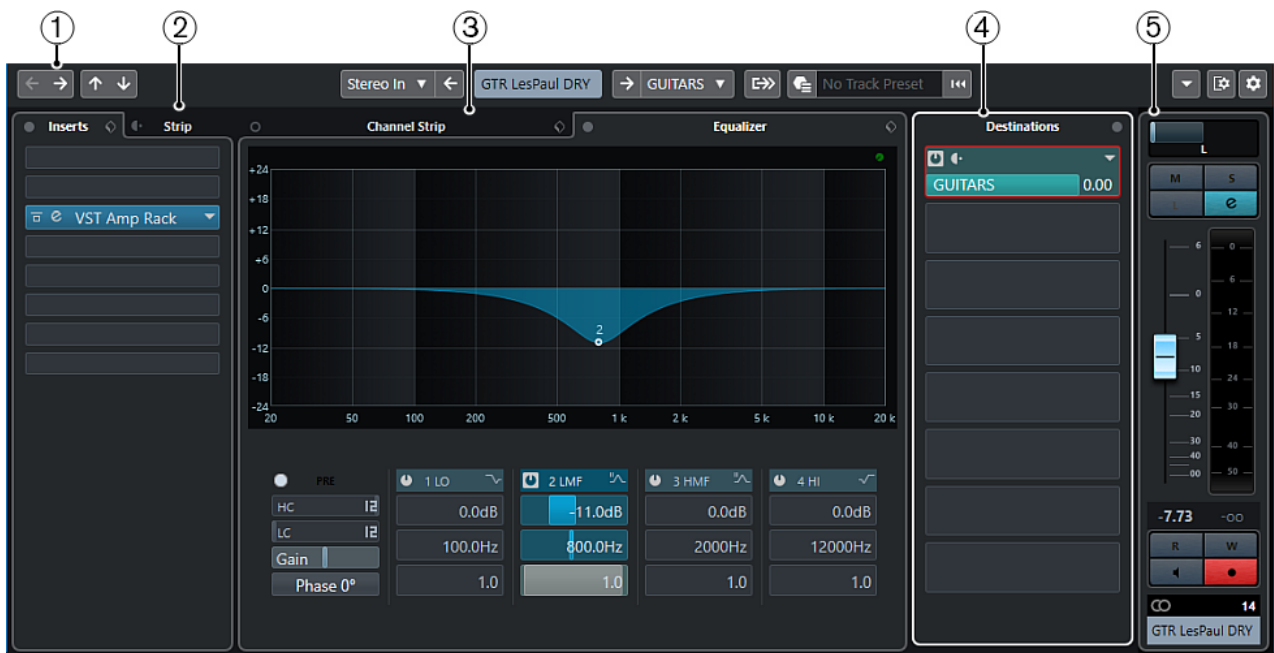 1 2 3 4 5
Stereo In GTR LesPaul DRY GUITARS No Track Preset
Inserts Strip Channel Strip Equalizer Destinations
L
+24
+18
+12
+6
0
-6
-12
-18
-24
2
20 50 100 200 500 1 k 2 k 5 k 10 k 20 k
VST Amp Rack
GUITARS 0.00
M S
L e
6 0 5 10 15 20 30 40 00
0 6 12 18 24 30 40 50
PRE 1 LO 2 LMF 3 HMF 4 HI
HC 0.0dB -11.0dB 0.0dB 0.0dB
LC 100.0Hz 800.0Hz 2000Hz 12000Hz
Gain 1.0 1.0 1.0 1.0
Phase 0°
-7.73 -oo
R W
14
GTR LesPaul DRY